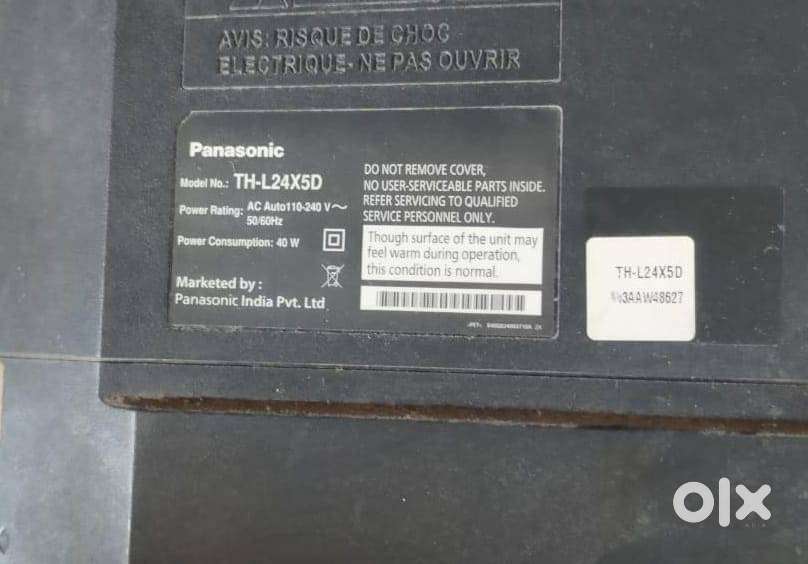 AVIS: RISQUE DE CHOC
ELECTRIQUE- NE PAS OUVRIR
Panasonic
Model No.: TH-L24X5D
Power Rating: AC Auto110-240 V～
50/60Hz
Power Consumption: 40 W
Marketed by :
Panasonic India Pvt. Ltd
DO NOT REMOVE COVER,
NO USER-SERVICEABLE PARTS INSIDE.
REFER SERVICING TO QUALIFIED
SERVICE PERSONNEL ONLY.
Though surface of the unit may
feel warm during operation,
this condition is normal.
TH-L24X5D
3AAW48627
olx